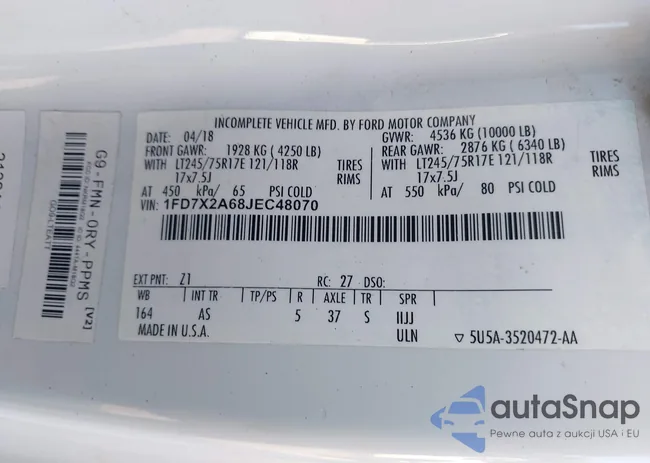 INCOMPLETE VEHICLE MFD. BY FORD MOTOR COMPANY
DATE: 04/18 GVWR: 4536 KG (10000 LB)
FRONT GAWR: 1928 KG ( 4250 LB) REAR GAWR: 2876 KG ( 6340 LB)
WITH LT245/75R17E 121/118R TIRES WITH LT245/75R17E 121/118R TIRES
17x7.5J RIMS 17x7.5J RIMS
AT 450 kPa/ 65 PSI COLD AT 550 kPa/ 80 PSI COLD
VIN: 1FD7X2A68JEC48070
EXT PNT: Z1 RC: 27 DSO:
WB INT TR TP/PS R AXLE TR SPR
164 AS 5 37 S IIJJ
MADE IN U.S.A. ULN ▽ 5U5A-3520472-AA
G9-FMN-0RY-PPMS [V2]
autaSnap
Pewne auta z aukcji USA i EU